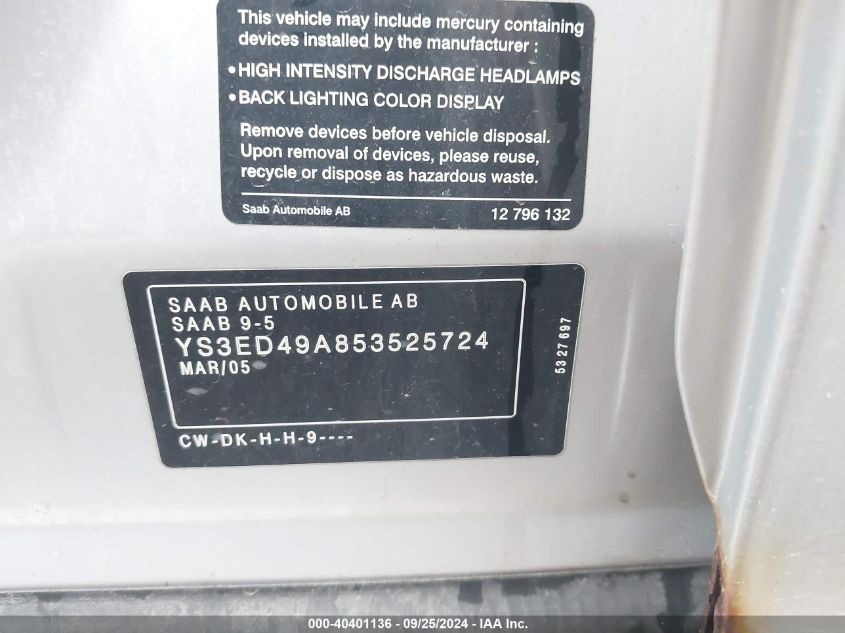 This vehicle may include mercury containing
devices installed by the manufacturer :
• HIGH INTENSITY DISCHARGE HEADLAMPS
• BACK LIGHTING COLOR DISPLAY
Remove devices before vehicle disposal.
Upon removal of devices, please reuse,
recycle or dispose as hazardous waste.
Saab Automobile AB 12 796 132
SAAB AUTOMOBILE AB
SAAB 9-5
YS3ED49A853525724
MAR/05
CW-DK-H-H-9----
5327697
000-40401136 - 09/25/2024 - IAA Inc.